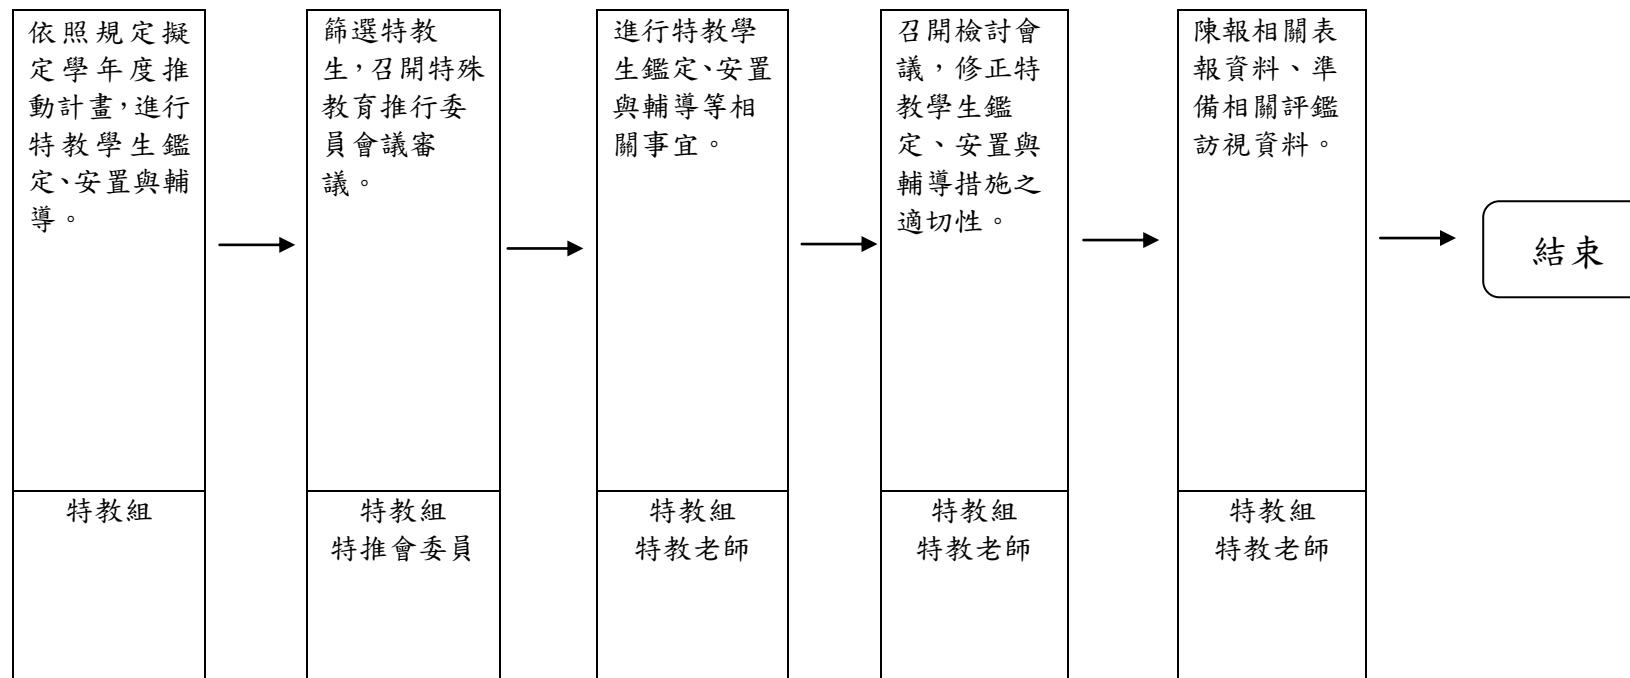 依照規定擬
定學年度推
動計畫,進行
特教學生鑑
定、安置與輔
導。
特教組
篩選特教
生,召開特殊
教育推行委
員會議審
議。
特教組
特推會委員
進行特教學
生鑑定、安置
與輔導等相
關事宜。
特教組
特教老師
召開檢討會
議,修正特
教學生鑑
定、安置與
輔導措施之
適切性。
特教組
特教老師
陳報相關表
報資料、準
備相關評鑑
訪視資料。
特教組
特教老師
結束